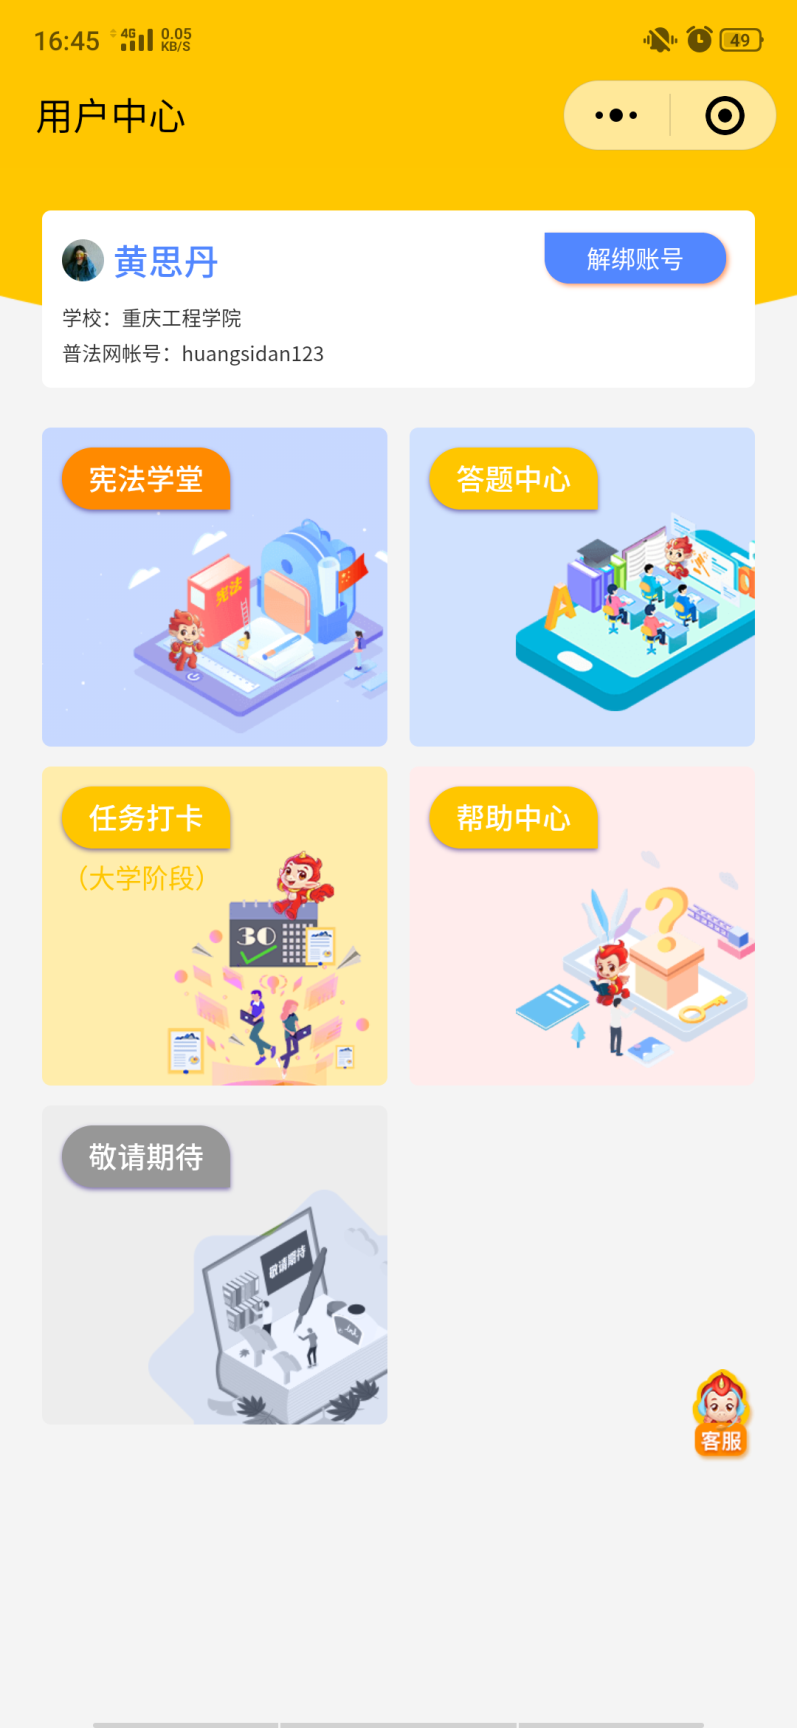 16:45
4G
0.05
KB/S
49
用户中心
黄思丹
解绑账号
学校：重庆工程学院
普法网帐号：huangsidan123
宪法学堂
答题中心
宪法
A
任务打卡
帮助中心
（大学阶段）
30
?
敬请期待
敬请期待
客服